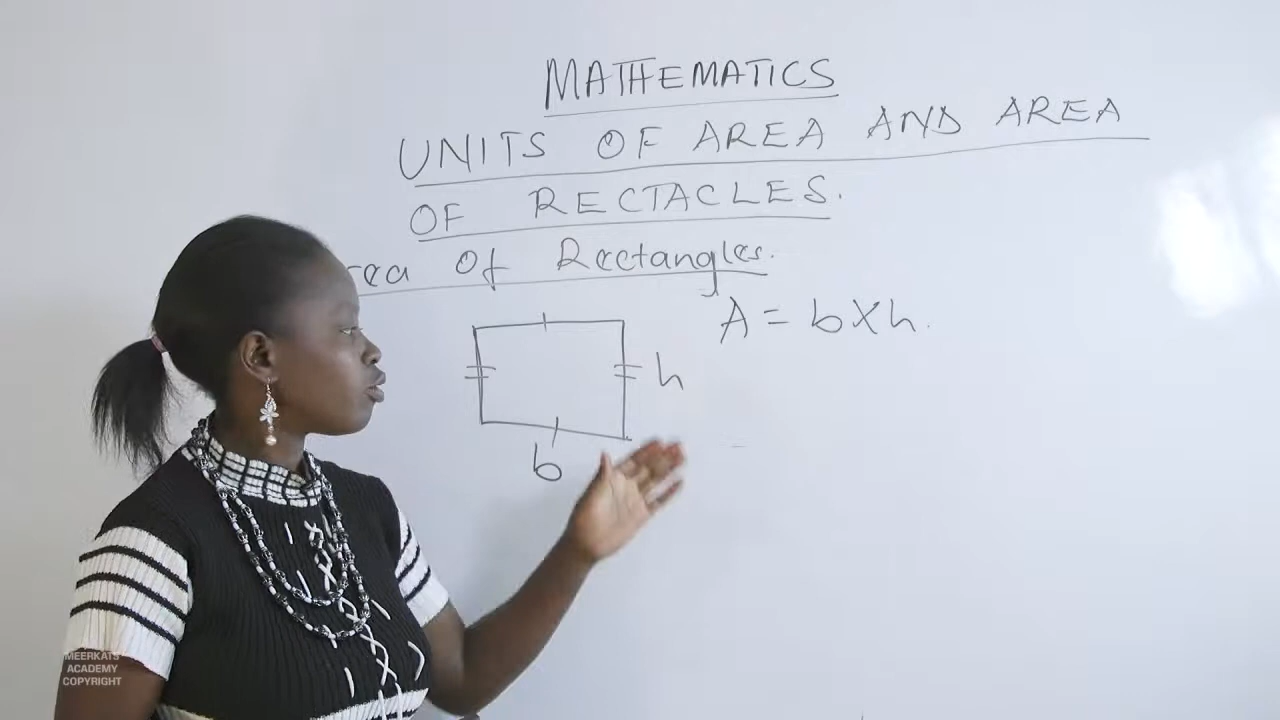 MATHEMATICS
UNITS OF AREA AND AREA
OF RECTACLES.
rea Of Rectangles.
A = b X h.
h
b
MEERKATS
ACADEMY
COPYRIGHT